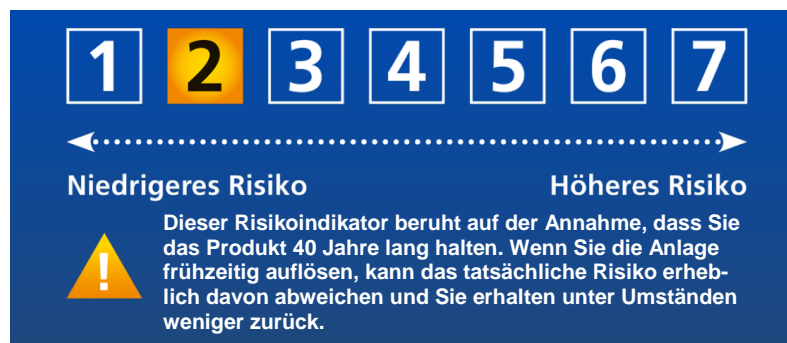 1 2 3 4 5 6 7
Niedrigeres Risiko Höheres Risiko
Dieser Risikoindikator beruht auf der Annahme, dass Sie
das Produkt 40 Jahre lang halten. Wenn Sie die Anlage
frühzeitig auflösen, kann das tatsächliche Risiko erheb-
lich davon abweichen und Sie erhalten unter Umständen
weniger zurück.